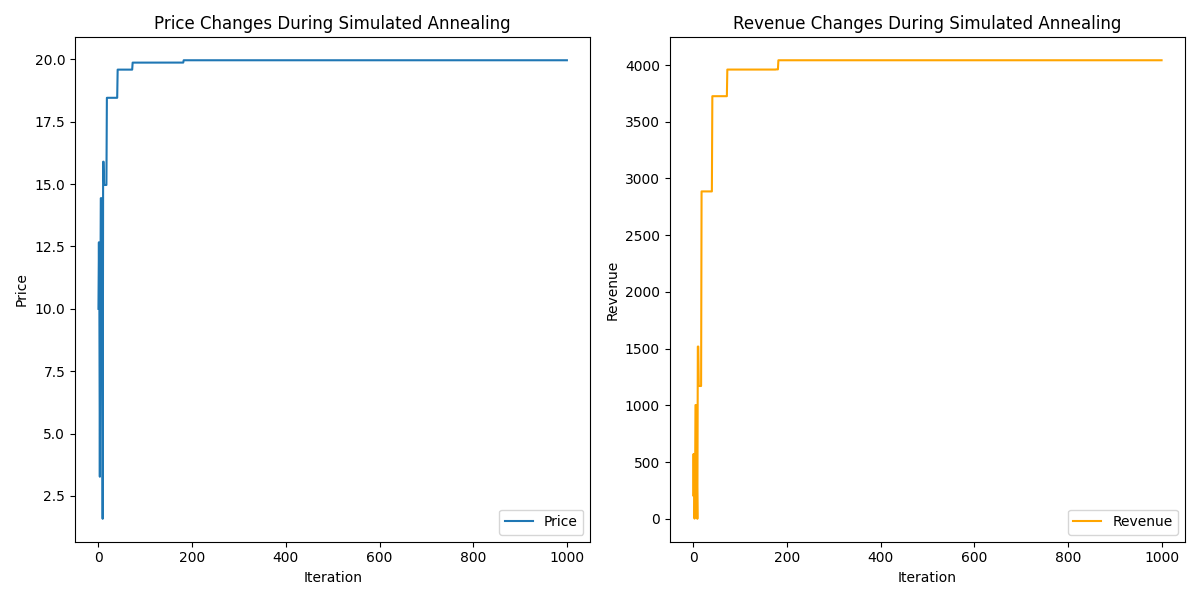 Price Changes During Simulated Annealing
20.0
17.5
15.0
12.5
10.0
7.5
5.0
2.5
Price
0 200 400 600 800 1000
Iteration
Price
Revenue Changes During Simulated Annealing
4000
3500
3000
2500
2000
1500
1000
500
0
Revenue
0 200 400 600 800 1000
Iteration
Revenue